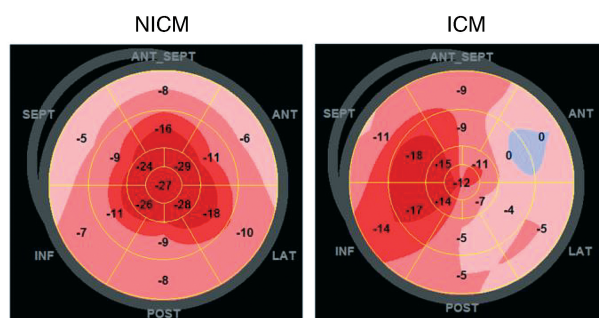 NICM
ICM
ANT_SEPT
-8
SEPT
ANT
-16
-5
-6
-9
-11
-24
-29
-27
-26
-28
-11
-18
-7
-10
-9
INF
LAT
-8
POST
ANT_SEPT
-9
SEPT
ANT
-11
-9
0
-18
0
-15
-11
-12
-14
-7
-17
-4
-14
-5
-5
INF
LAT
-5
POST